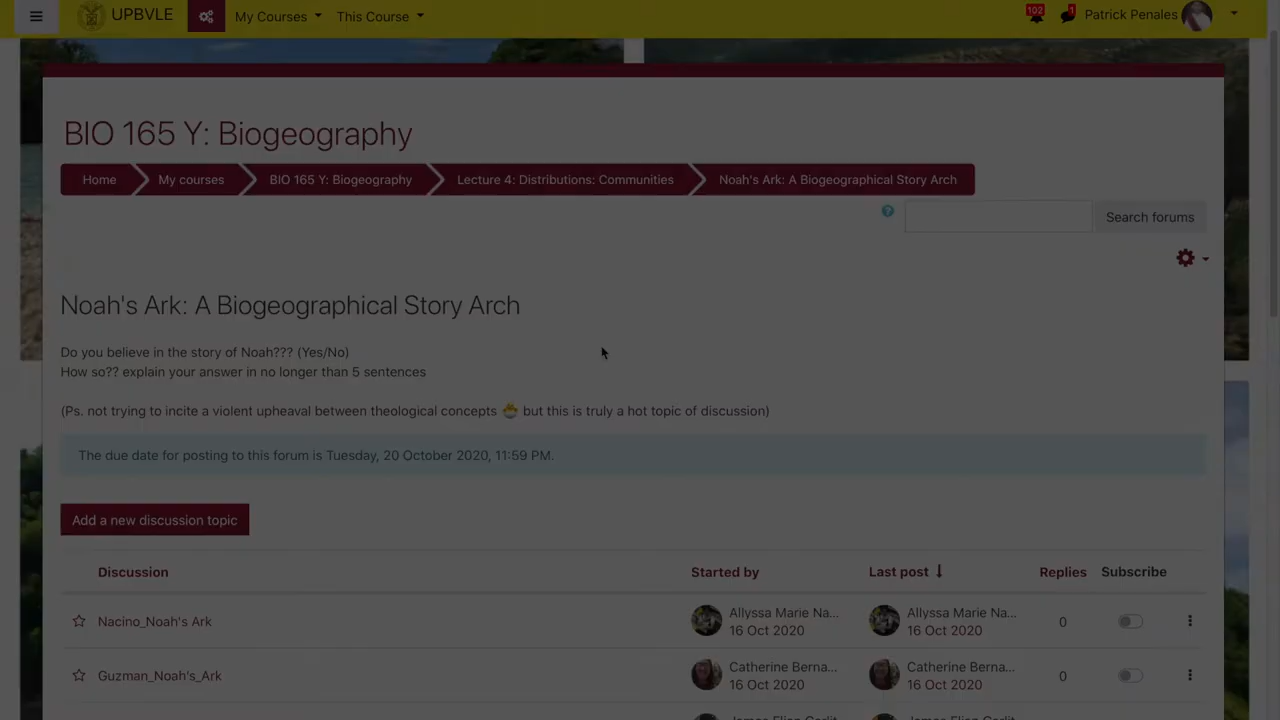 UPBVLE My Courses This Course 102 1 Patrick Penales
BIO 165 Y: Biogeography
Home My courses BIO 165 Y: Biogeography Lecture 4: Distributions: Communities Noah's Ark: A Biogeographical Story Arch
Search forums
Noah's Ark: A Biogeographical Story Arch
Do you believe in the story of Noah??? (Yes/No)
How so?? explain your answer in no longer than 5 sentences
(Ps. not trying to incite a violent upheaval between theological concepts but this is truly a hot topic of discussion)
The due date for posting to this forum is Tuesday, 20 October 2020, 11:59 PM.
Add a new discussion topic
Discussion Started by Last post Replies Subscribe
Nacino_Noah's Ark Allyssa Marie Na... Allyssa Marie Na... 0
16 Oct 2020 16 Oct 2020
Guzman_Noah's_Ark Catherine Berna... Catherine Berna... 0
16 Oct 2020 16 Oct 2020